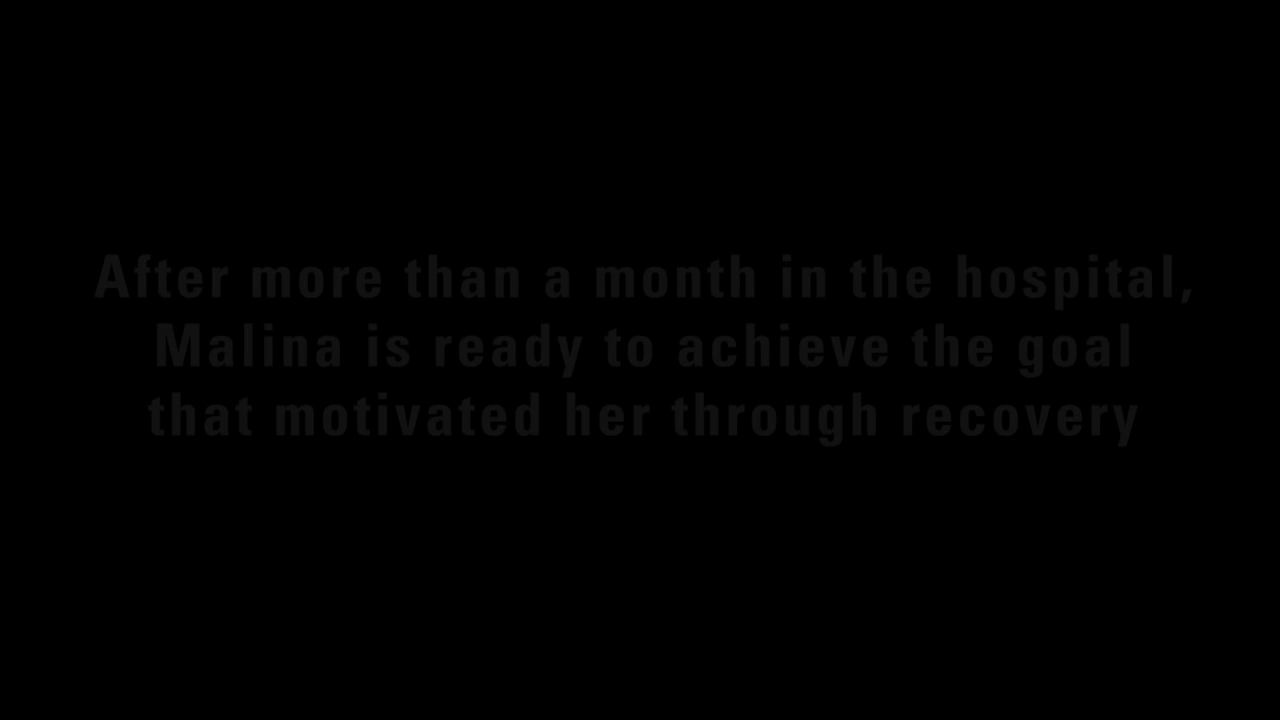 After more than a month in the hospital,
Malina is ready to achieve the goal
that motivated her through recovery